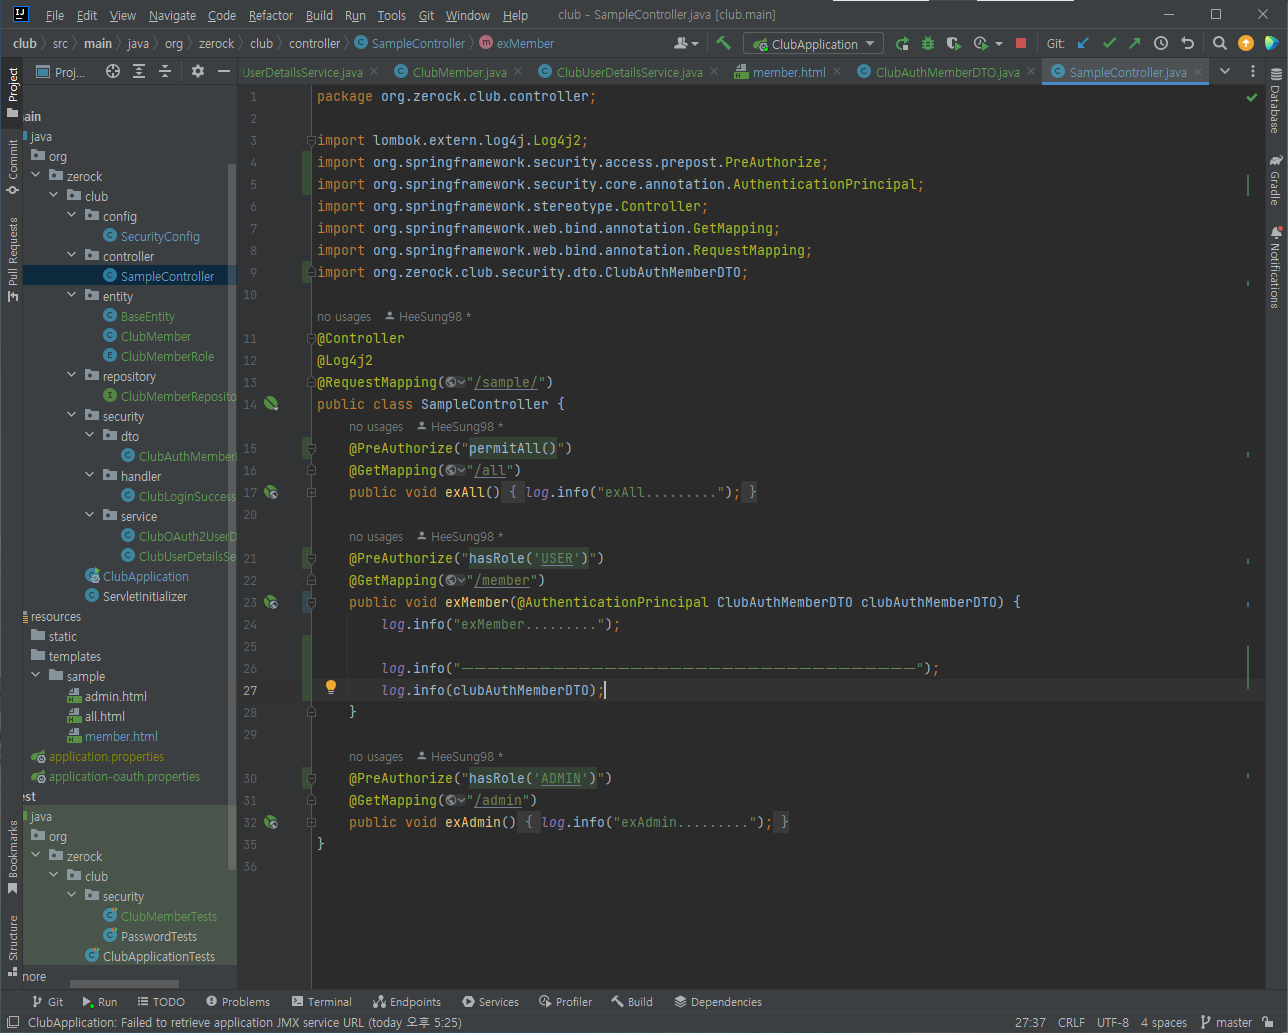 File Edit View Navigate Code Refactor Build Run Tools Git Window Help club - SampleController.java [club.main]
club src main java org zerock club controller SampleController exMember ClubApplication Git:
Proj... UserDetailsService.java ClubMember.java ClubUserDetailsService.java member.html ClubAuthMemberDTO.java SampleController.java
Project
Commit
Pull Requests
Bookmarks
Structure
ain
java
org
zerock
club
config
SecurityConfig
controller
SampleController
entity
BaseEntity
ClubMember
ClubMemberRole
repository
ClubMemberReposito
security
dto
ClubAuthMember
handler
ClubLoginSuccess
service
ClubOAuth2UserD
ClubUserDetailsSe
ClubApplication
ServletInitializer
resources
static
templates
sample
admin.html
all.html
member.html
application.properties
application-oauth.properties
est
java
org
zerock
club
security
ClubMemberTests
PasswordTests
ClubApplicationTests
nore
1 package org.zerock.club.controller;
2
3 import lombok.extern.log4j.Log4j2;
4 import org.springframework.security.access.prepost.PreAuthorize;
5 import org.springframework.security.core.annotation.AuthenticationPrincipal;
6 import org.springframework.stereotype.Controller;
7 import org.springframework.web.bind.annotation.GetMapping;
8 import org.springframework.web.bind.annotation.RequestMapping;
9 import org.zerock.club.security.dto.ClubAuthMemberDTO;
10
no usages HeeSung98 *
11 @Controller
12 @Log4j2
13 @RequestMapping("/sample/")
14 public class SampleController {
no usages HeeSung98 *
15 @PreAuthorize("permitAll()")
16 @GetMapping("/all")
17 public void exAll() { log.info("exAll........."); }
20
no usages HeeSung98 *
21 @PreAuthorize("hasRole('USER')")
22 @GetMapping("/member")
23 public void exMember(@AuthenticationPrincipal ClubAuthMemberDTO clubAuthMemberDTO) {
24 log.info("exMember.........");
25
26 log.info("-----------------------------------");
27 log.info(clubAuthMemberDTO);
28 }
29
no usages HeeSung98 *
30 @PreAuthorize("hasRole('ADMIN')")
31 @GetMapping("/admin")
32 public void exAdmin() { log.info("exAdmin........."); }
35 }
36
Database
Gradle
Notifications
Git Run TODO Problems Terminal Endpoints Services Profiler Build Dependencies
ClubApplication: Failed to retrieve application JMX service URL (today 오후 5:25) 27:37 CRLF UTF-8 4 spaces master